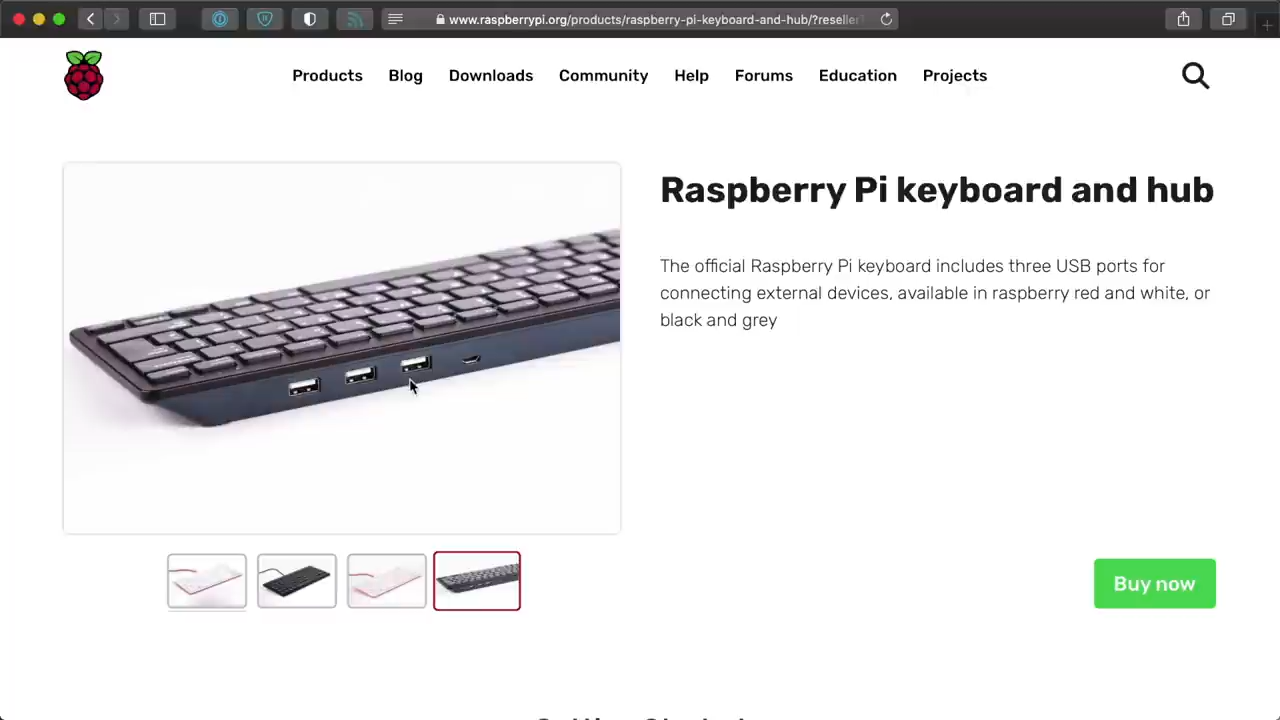 www.raspberrypi.org/products/raspberry-pi-keyboard-and-hub/?reseller
Products Blog Downloads Community Help Forums Education Projects
Raspberry Pi keyboard and hub
The official Raspberry Pi keyboard includes three USB ports for
connecting external devices, available in raspberry red and white, or
black and grey
Buy now